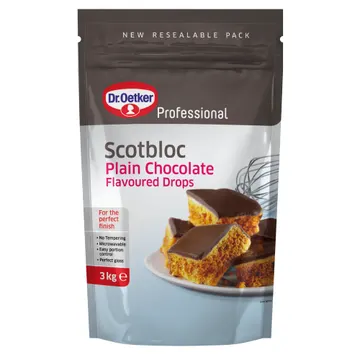 NEW RESEALABLE PACK
Dr.Oetker
Professional
Scotbloc
Plain Chocolate
Flavoured Drops
For the
perfect
finish
• No Tempering
• Microwavable
• Easy portion
control
• Perfect gloss
3kg e